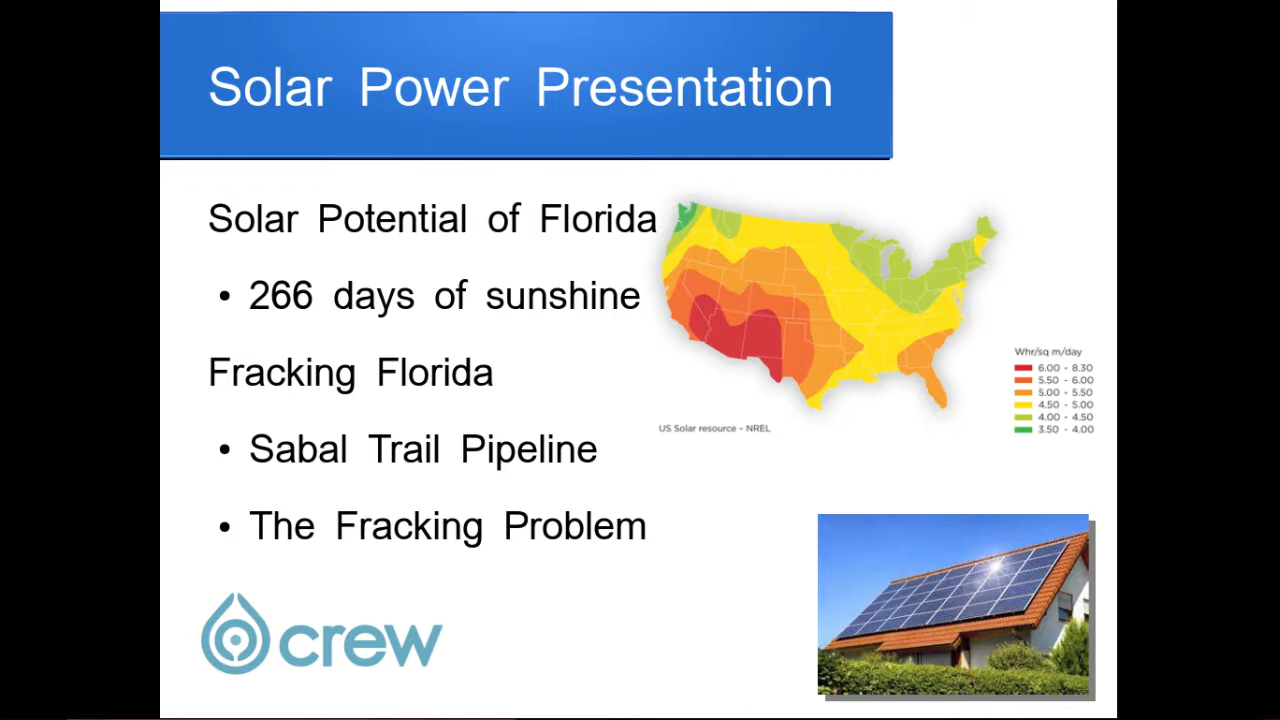 Solar Power Presentation
Solar Potential of Florida
• 266 days of sunshine
Fracking Florida
• Sabal Trail Pipeline
• The Fracking Problem
Whr/sq m/day
6.00 - 8.30
5.50 - 6.00
5.00 - 5.50
4.50 - 5.00
4.00 - 4.50
3.50 - 4.00
US Solar resource - NREL
crew